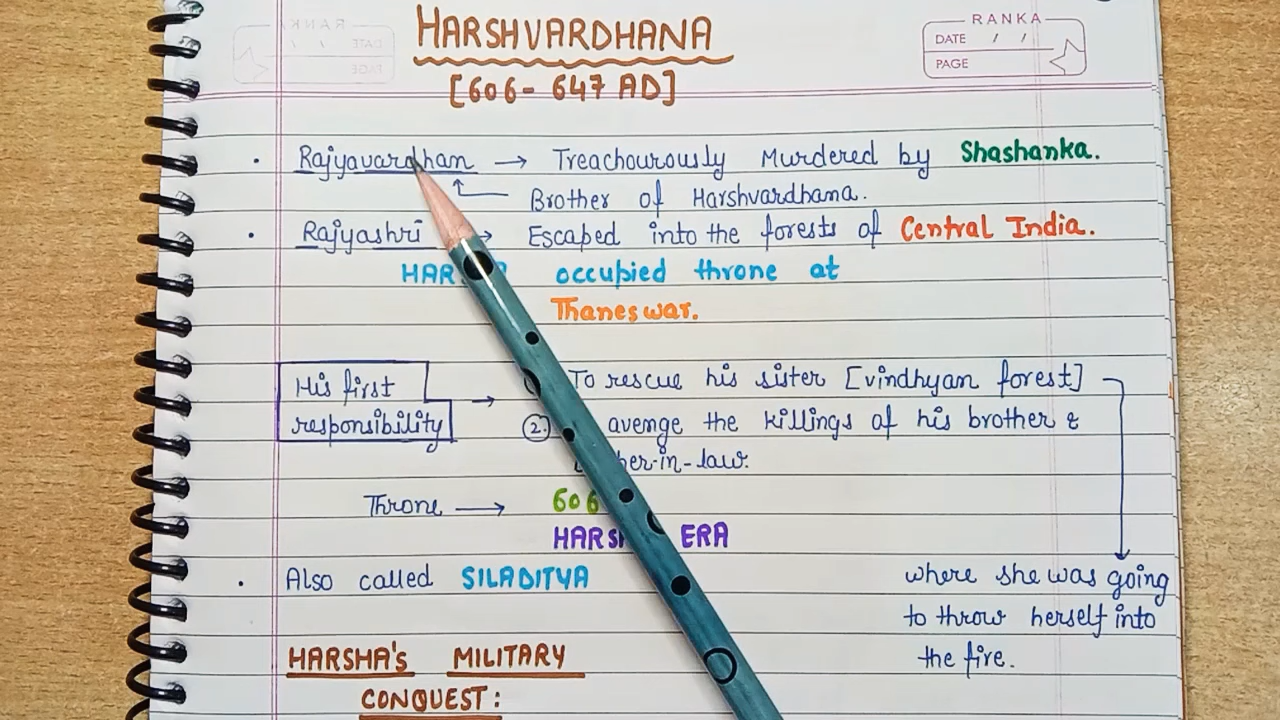 HARSHVARDHANA
[606- 647 AD]
RANKA
DATE / /
PAGE
. Rajyavardhan → Treachourously Murdered by Shashanka.
Brother of Harshvardhana.
. Rajyashri → Escaped into the forests of Central India.
occupied throne at
Thaneswar.
His first
responsibility
→ To rescue his sister [vindhyan forest]
2. avenge the killings of his brother &
in-law.
Throne → 606
ERA
. Also called SILADITYA
where she was going
to throw herself into
the fire.
HARSHA's MILITARY
CONQUEST: